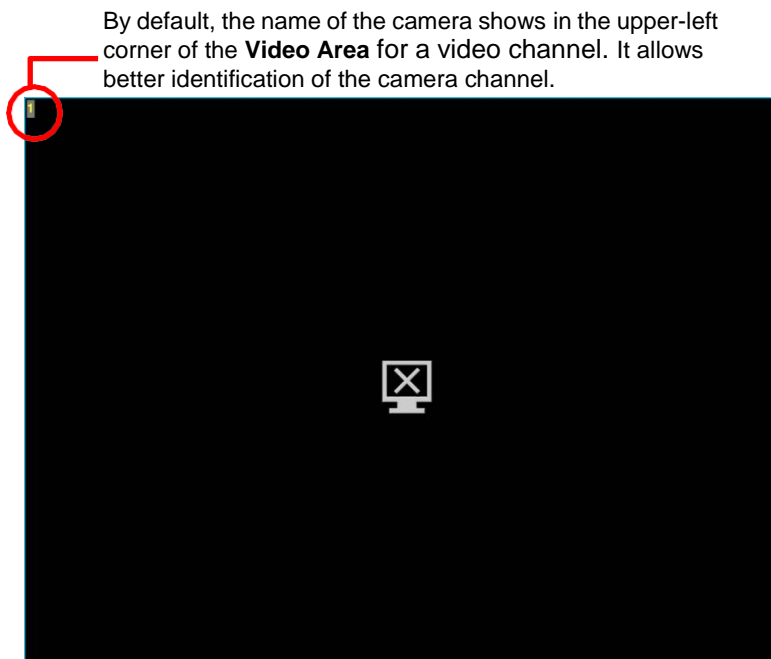 By default, the name of the camera shows in the upper-left
corner of the Video Area for a video channel. It allows
better identification of the camera channel.
1